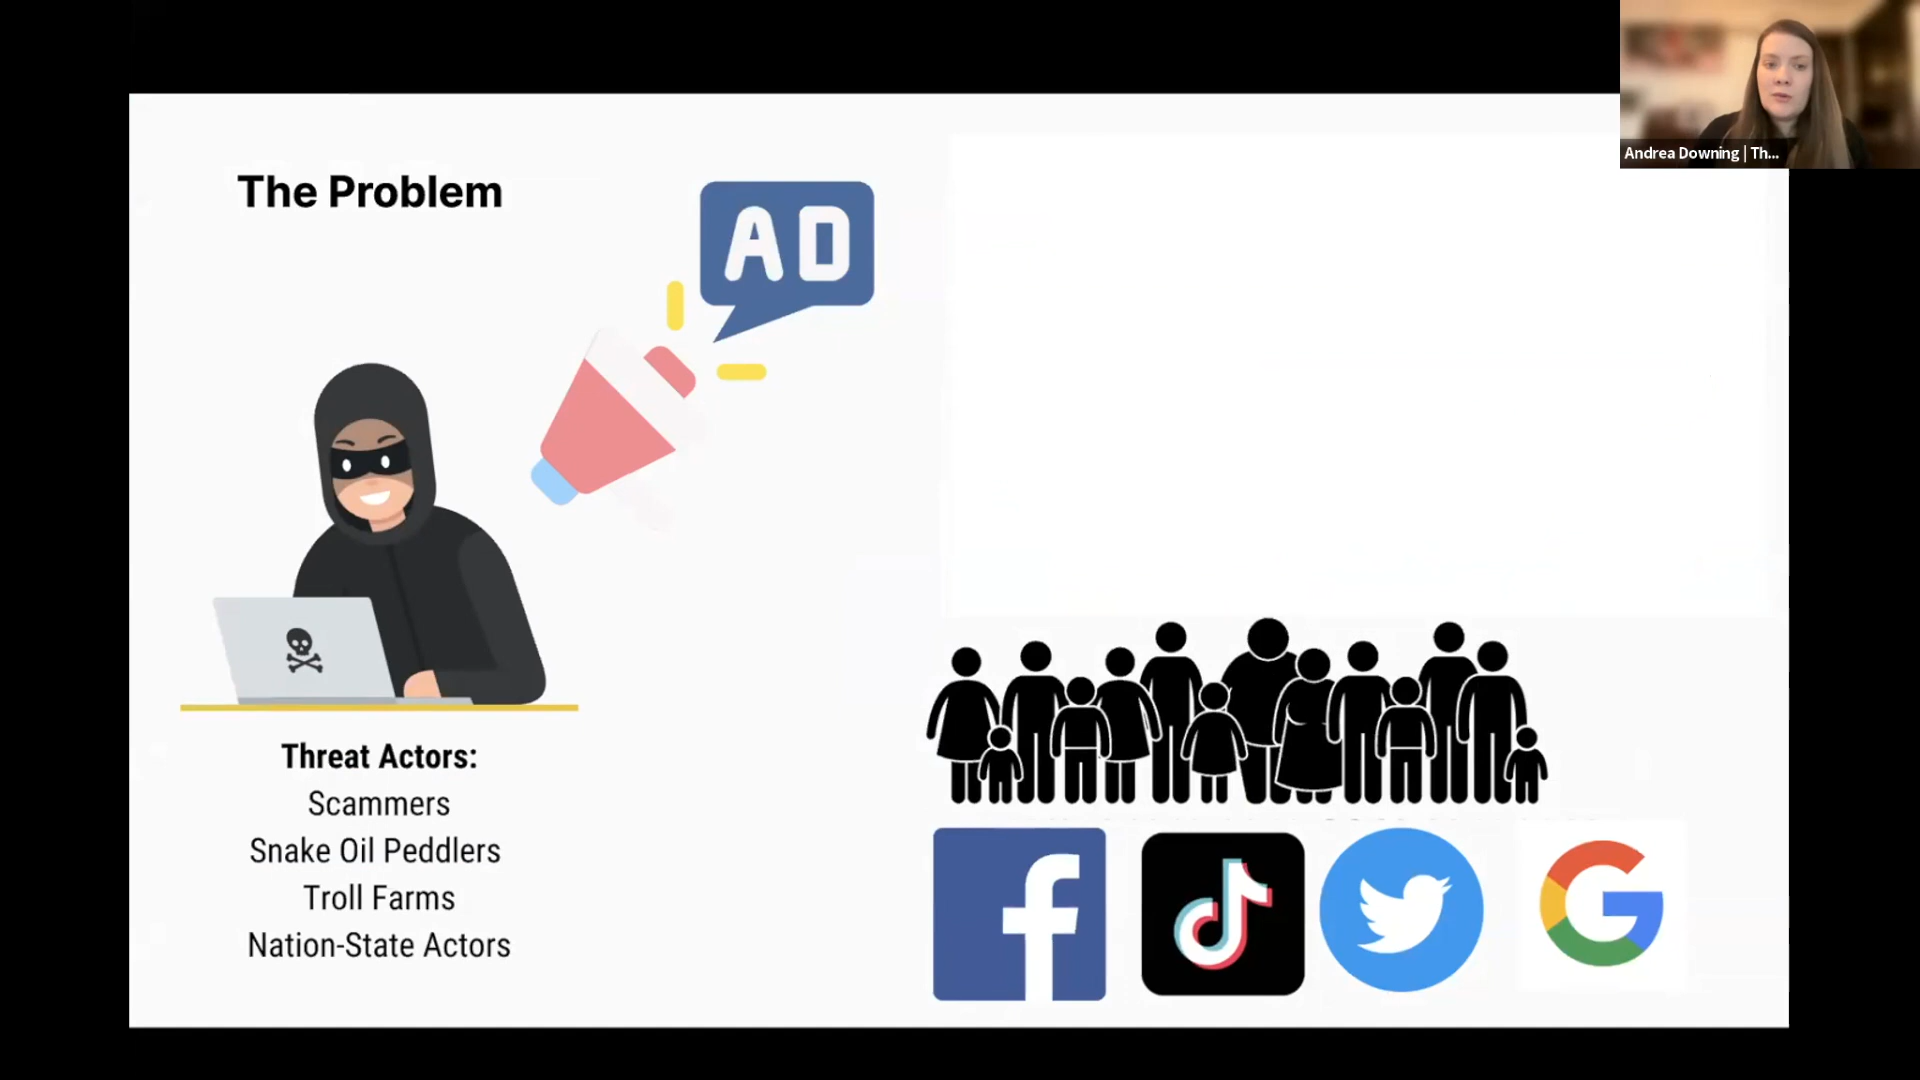 The Problem
AD
Andrea Downing | Th...
Threat Actors:
Scammers
Snake Oil Peddlers
Troll Farms
Nation-State Actors